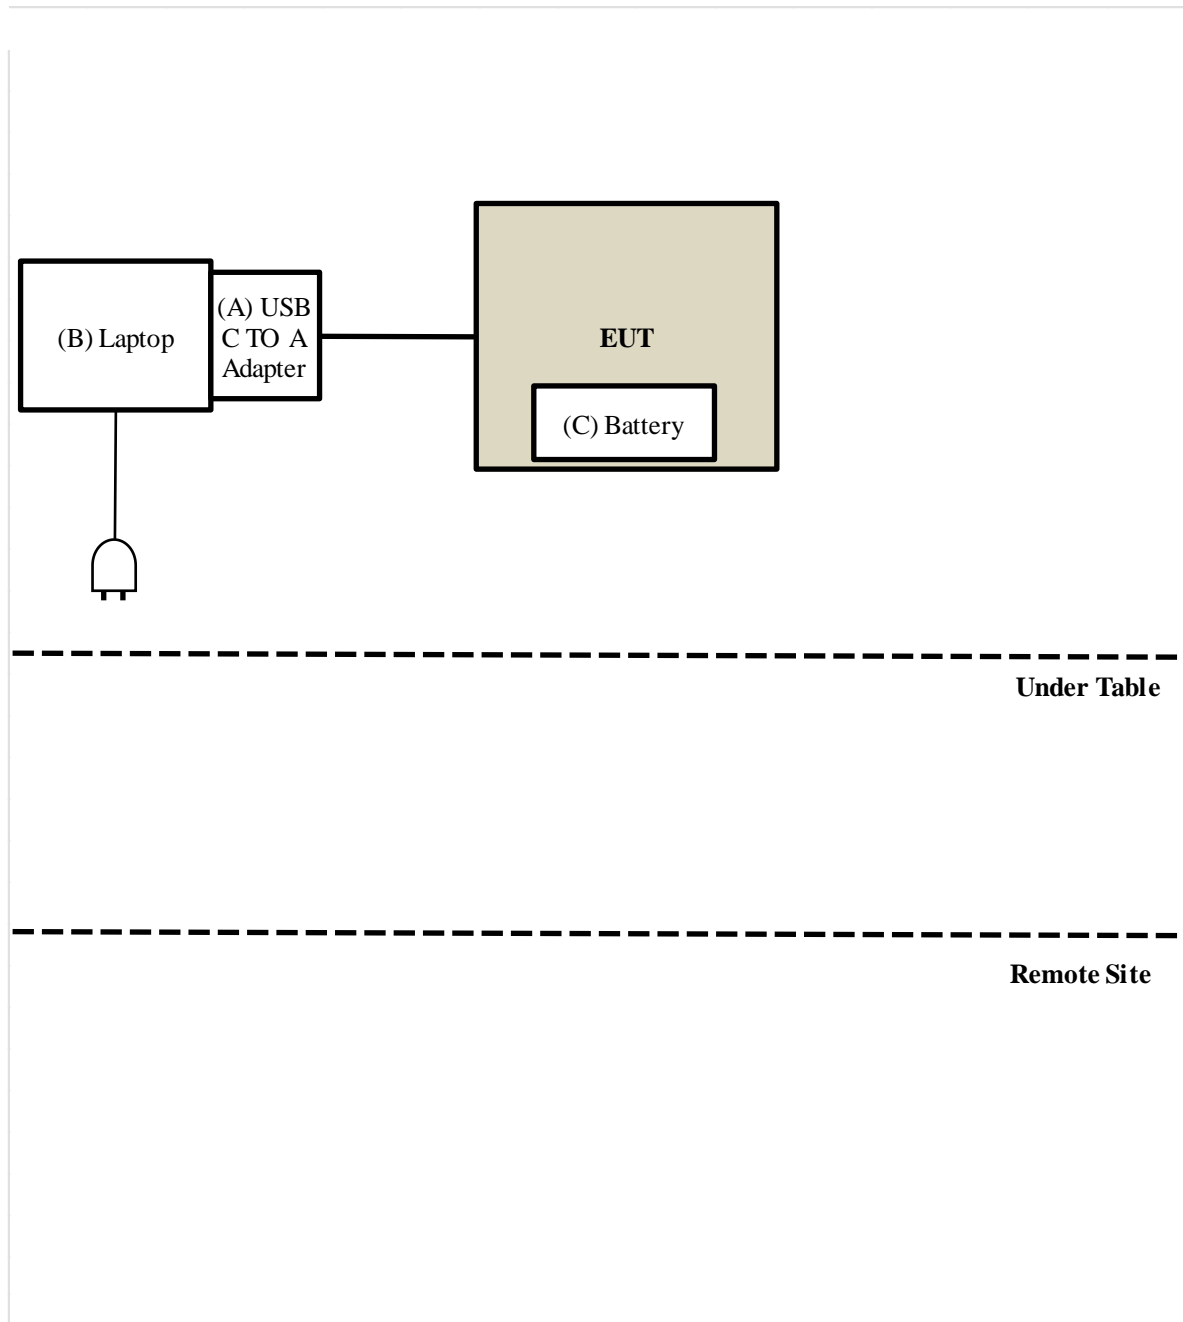 (A) USB
(B) Laptop
C TO A
EUT
Adapter
(C) Battery
Under Table
Remote Site